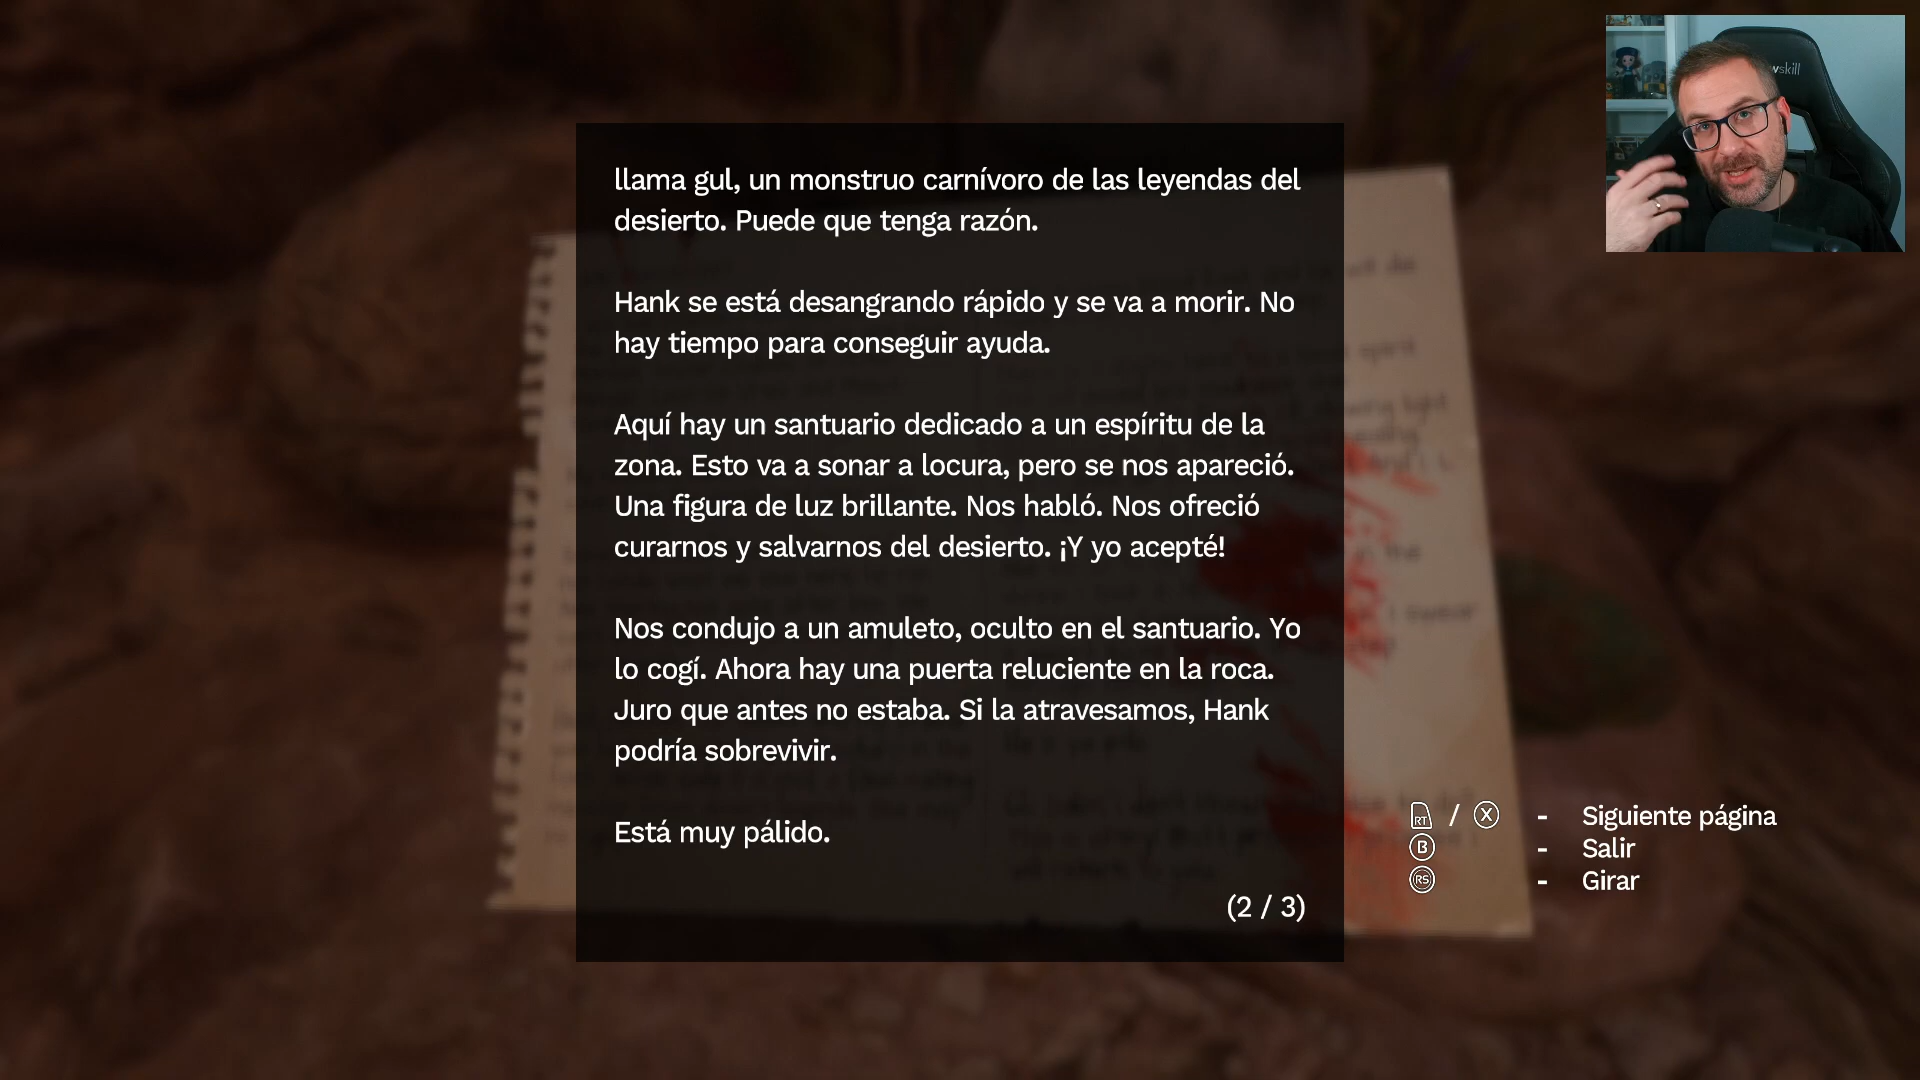 llama gul, un monstruo carnívoro de las leyendas del
desierto. Puede que tenga razón.
Hank se está desangrando rápido y se va a morir. No
hay tiempo para conseguir ayuda.
Aquí hay un santuario dedicado a un espíritu de la
zona. Esto va a sonar a locura, pero se nos apareció.
Una figura de luz brillante. Nos habló. Nos ofreció
curarnos y salvarnos del desierto. ¡Y yo acepté!
Nos condujo a un amuleto, oculto en el santuario. Yo
lo cogí. Ahora hay una puerta reluciente en la roca.
Juro que antes no estaba. Si la atravesamos, Hank
podría sobrevivir.
Está muy pálido.
(2 / 3)
RT / X - Siguiente página
B - Salir
RS - Girar
skill